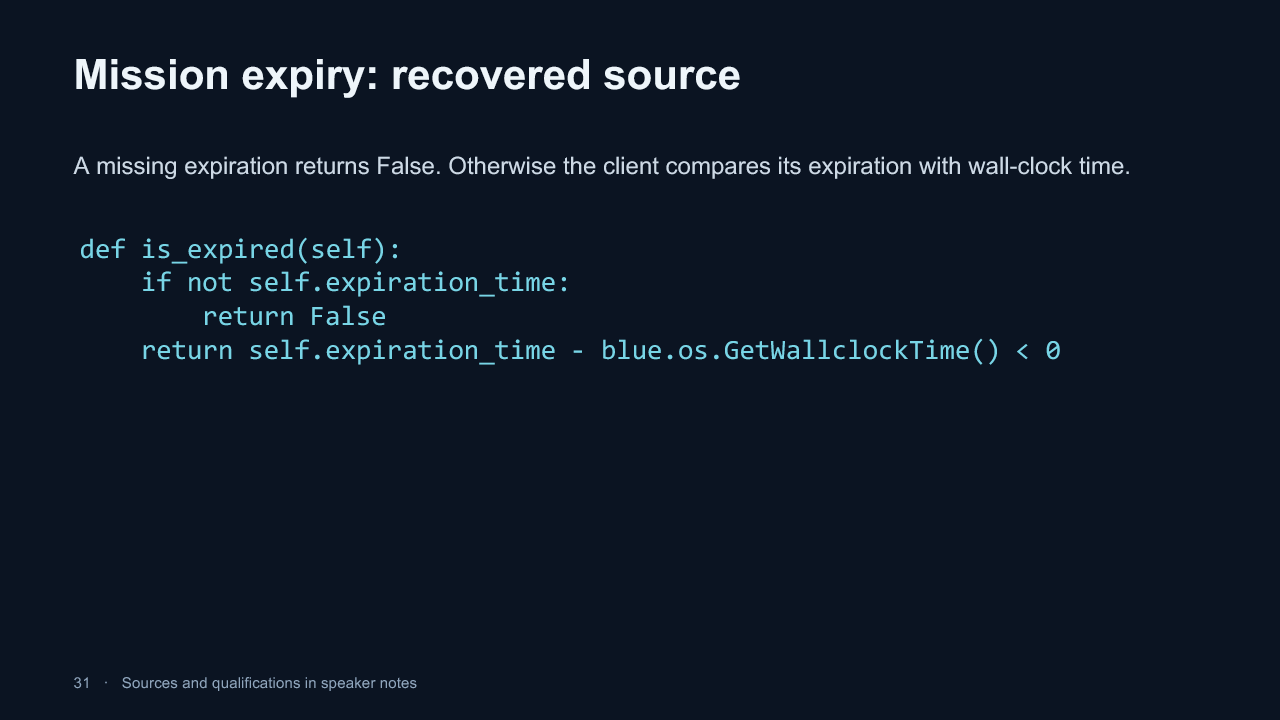 Mission expiry: recovered source
A missing expiration returns False. Otherwise the client compares its expiration with wall-clock time.
def is_expired(self):
    if not self.expiration_time:
        return False
    return self.expiration_time - blue.os.GetWallclockTime() < 0
31 · Sources and qualifications in speaker notes